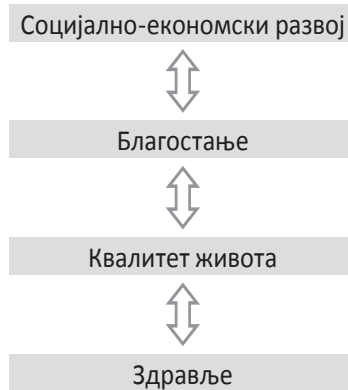 Социјално-економски развој
Благостање
Квалитет живота
Здравље